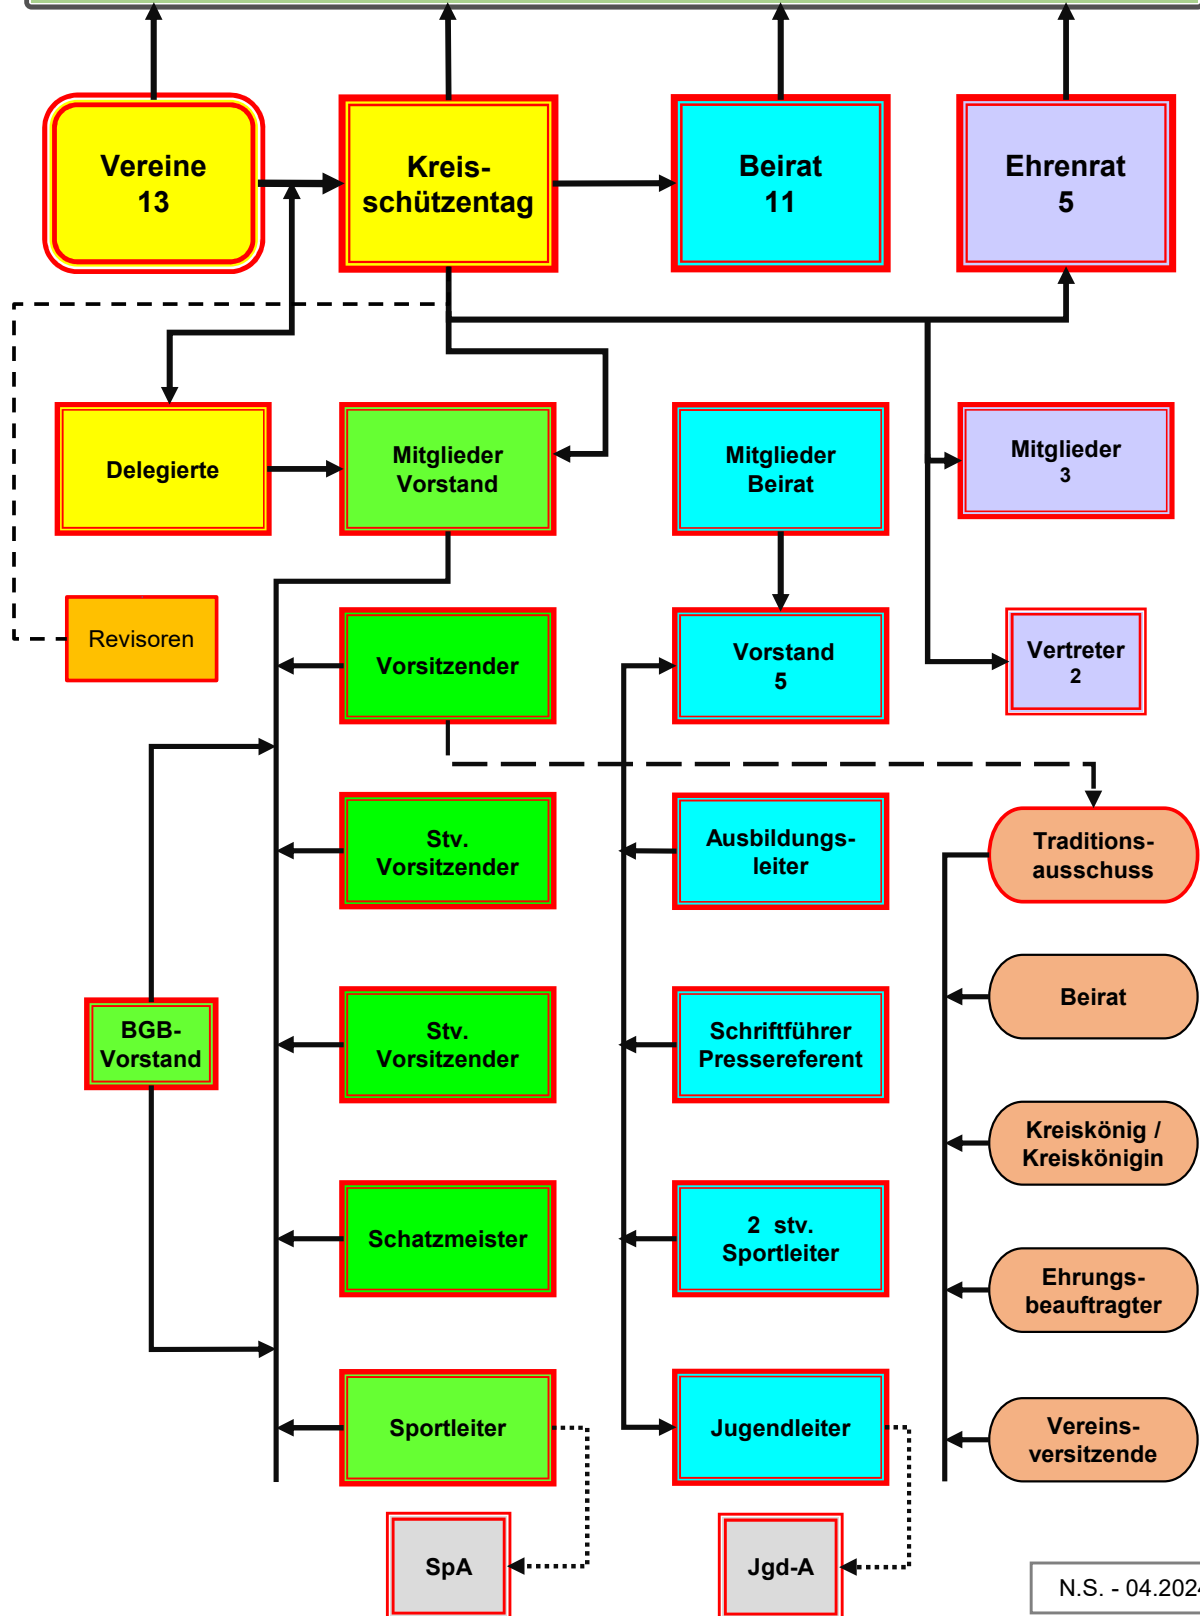 Vereine
13
Kreis-
schützentag
Beirat
11
Ehrenrat
5
Delegierte
Mitglieder
Vorstand
Mitglieder
Beirat
Mitglieder
3
Revisoren
Vorsitzender
Vorstand
5
Vertreter
2
Stv.
Vorsitzender
Ausbildungs-
leiter
Traditions-
ausschuss
BGB-
Vorstand
Stv.
Vorsitzender
Schriftführer
Pressereferent
Beirat
Kreiskönig /
Kreiskönigin
Schatzmeister
2 stv.
Sportleiter
Ehrungs-
beauftragter
Sportleiter
Jugendleiter
Vereins-
versitzende
SpA
Jgd-A
N.S. - 04.2024